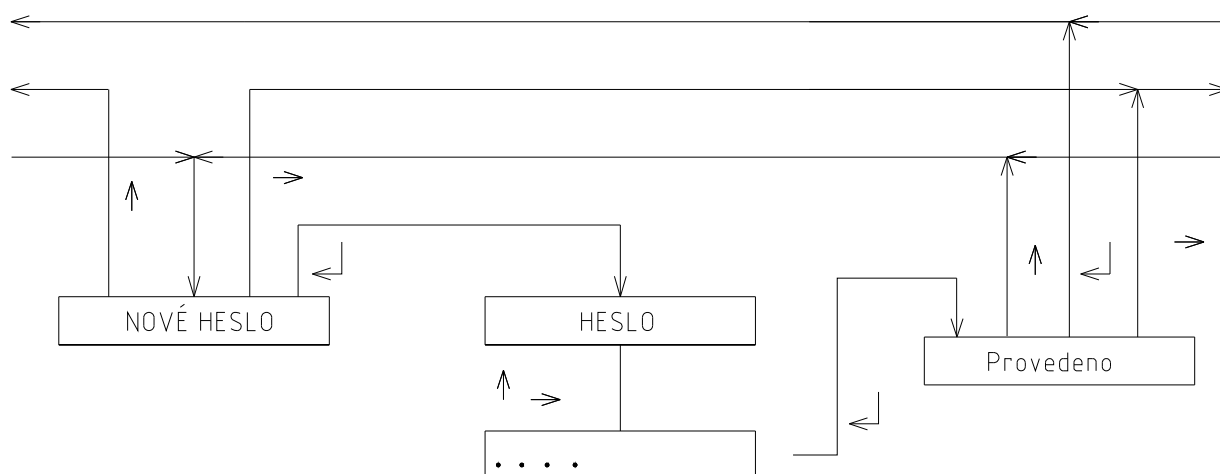 NOVÉ HESLO
HESLO
Provedeno
. . . .